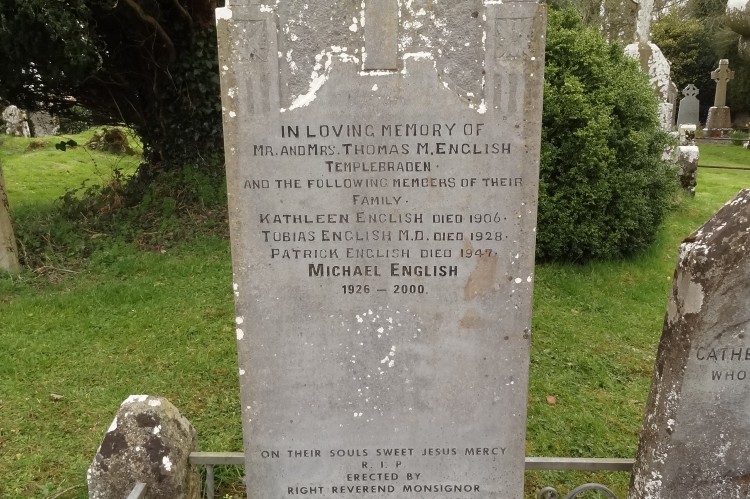 IN LOVING MEMORY OF
MR. AND MRS. THOMAS M. ENGLISH
TEMPLEBRADEN.
AND THE FOLLOWING MEMBERS OF THEIR
FAMILY.
KATHLEEN ENGLISH DIED 1906.
TOBIAS ENGLISH M.D. DIED 1928.
PATRICK ENGLISH DIED 1947.
MICHAEL ENGLISH
1926 – 2000.
ON THEIR SOULS SWEET JESUS MERCY
R. I. P
ERECTED BY
RIGHT REVEREND MONSIGNOR
CATHE
WHO